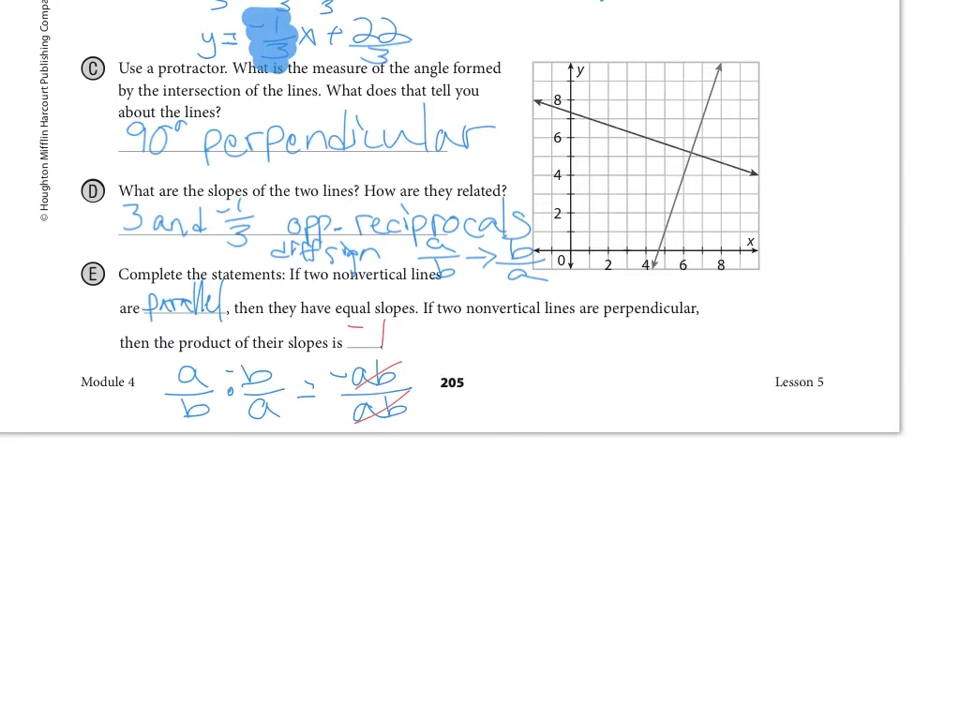 3 3
y = -1/3 x + 22/3
C Use a protractor. What is the measure of the angle formed
by the intersection of the lines. What does that tell you
about the lines?
90° perpendicular
D What are the slopes of the two lines? How are they related?
3 and -1/3 opp. reciprocals
diff sign a/b → b/a
E Complete the statements: If two nonvertical lines
are parallel, then they have equal slopes. If two nonvertical lines are perpendicular,
then the product of their slopes is -1.
a/b · -b/a = -ab/ab
Module 4 205 Lesson 5
© Houghton Mifflin Harcourt Publishing Compa
y
8
6
4
2
x
0 2 4 6 8